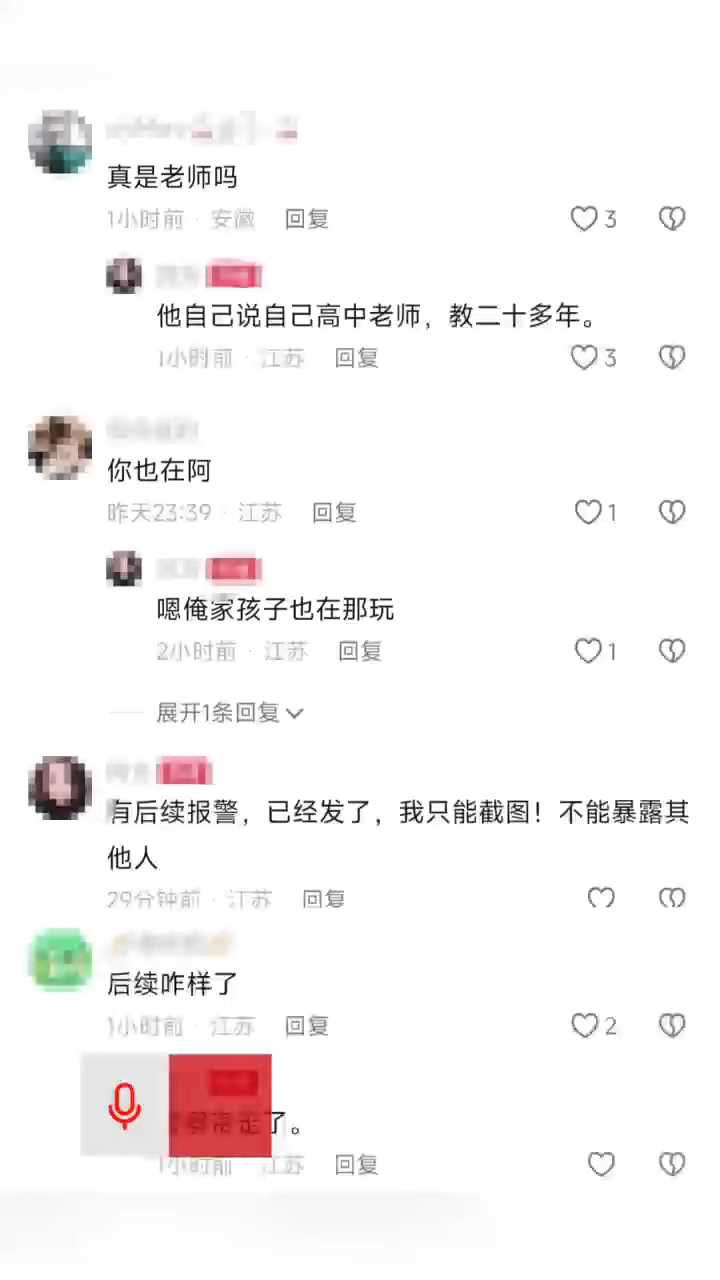 真是老师吗
1小时前 · 安徽 回复 3
他自己说自己高中老师，教二十多年。
1小时前 · 江苏 回复 3
你也在阿
昨天23:39 · 江苏 回复 1
嗯俺家孩子也在那玩
2小时前 · 江苏 回复 1
展开1条回复
有后续报警，已经发了，我只能截图！不能暴露其
他人
29分钟前 · 江苏 回复
后续咋样了
1小时前 · 江苏 回复 2
带走了。
1小时前 · 江苏 回复